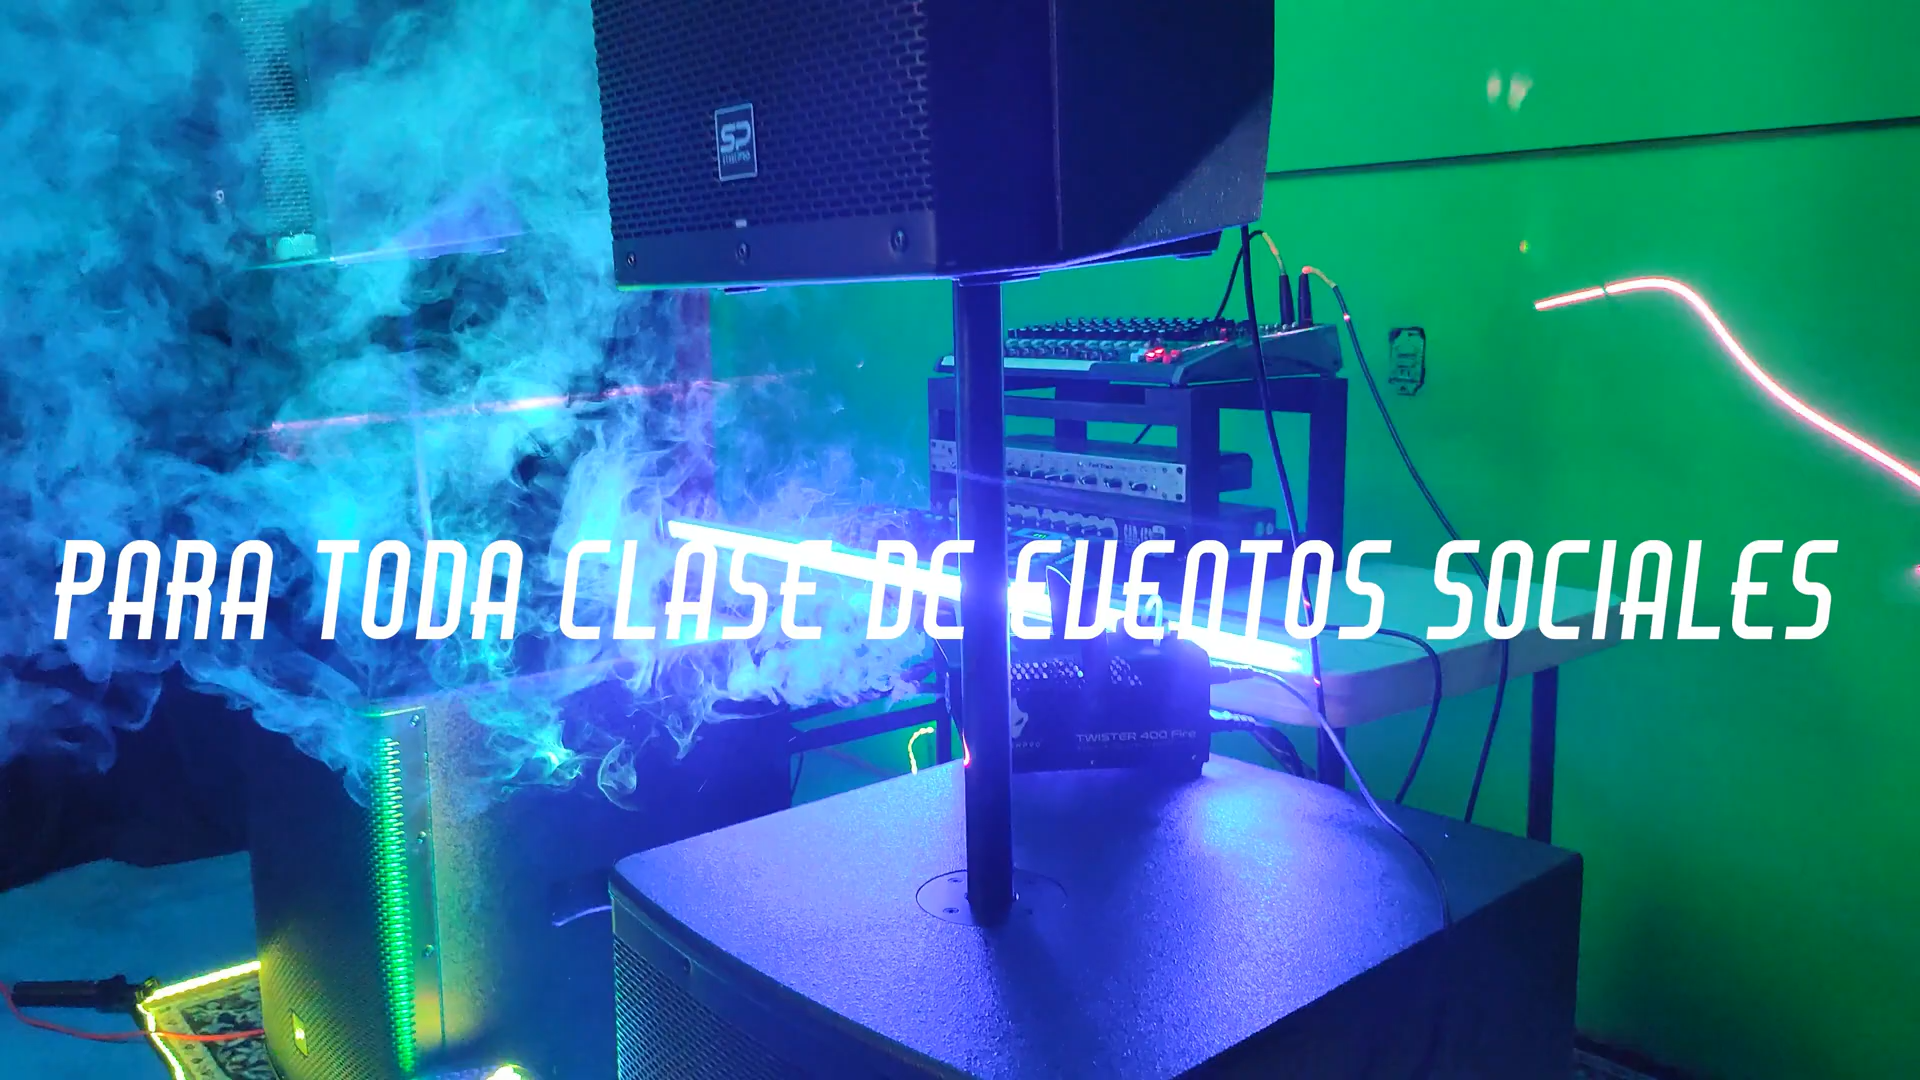 SP
PARA TODA CLASE DE EVENTOS SOCIALES
TWISTER 400 Fire